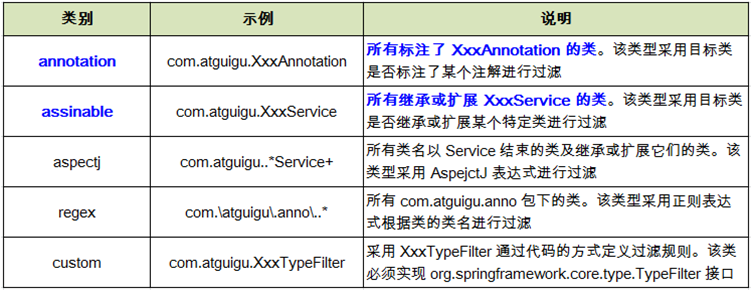 类别 示例 说明
annotation com.atguigu.XxxAnnotation 所有标注了 XxxAnnotation 的类。该类型采用目标类
是否标注了某个注解进行过滤
assinable com.atguigu.XxxService 所有继承或扩展 XxxService 的类。该类型采用目标类
是否继承或扩展某个特定类进行过滤
aspectj com.atguigu..*Service+ 所有类名以 Service 结束的类及继承或扩展它们的类。该
类型采用 AspejctJ 表达式进行过滤
regex com.\atguigu\.anno\..* 所有 com.atguigu.anno 包下的类。该类型采用正则表达
式根据类的类名进行过滤
custom com.atguigu.XxxTypeFilter 采用 XxxTypeFilter 通过代码的方式定义过滤规则。该类
必须实现 org.springframework.core.type.TypeFilter 接口